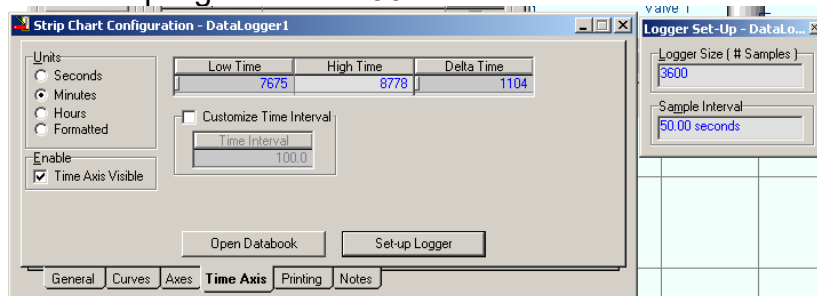 Strip Chart Configuration - DataLogger1
Units
Seconds
Minutes
Hours
Formatted
Enable
Time Axis Visible
Low Time High Time Delta Time
7675 8778 1104
Customize Time Interval
Time Interval
100.0
Open Databook Set-up Logger
General Curves Axes Time Axis Printing Notes
Logger Set-Up - DataLo...
Logger Size ( # Samples )
3600
Sample Interval
50.00 seconds